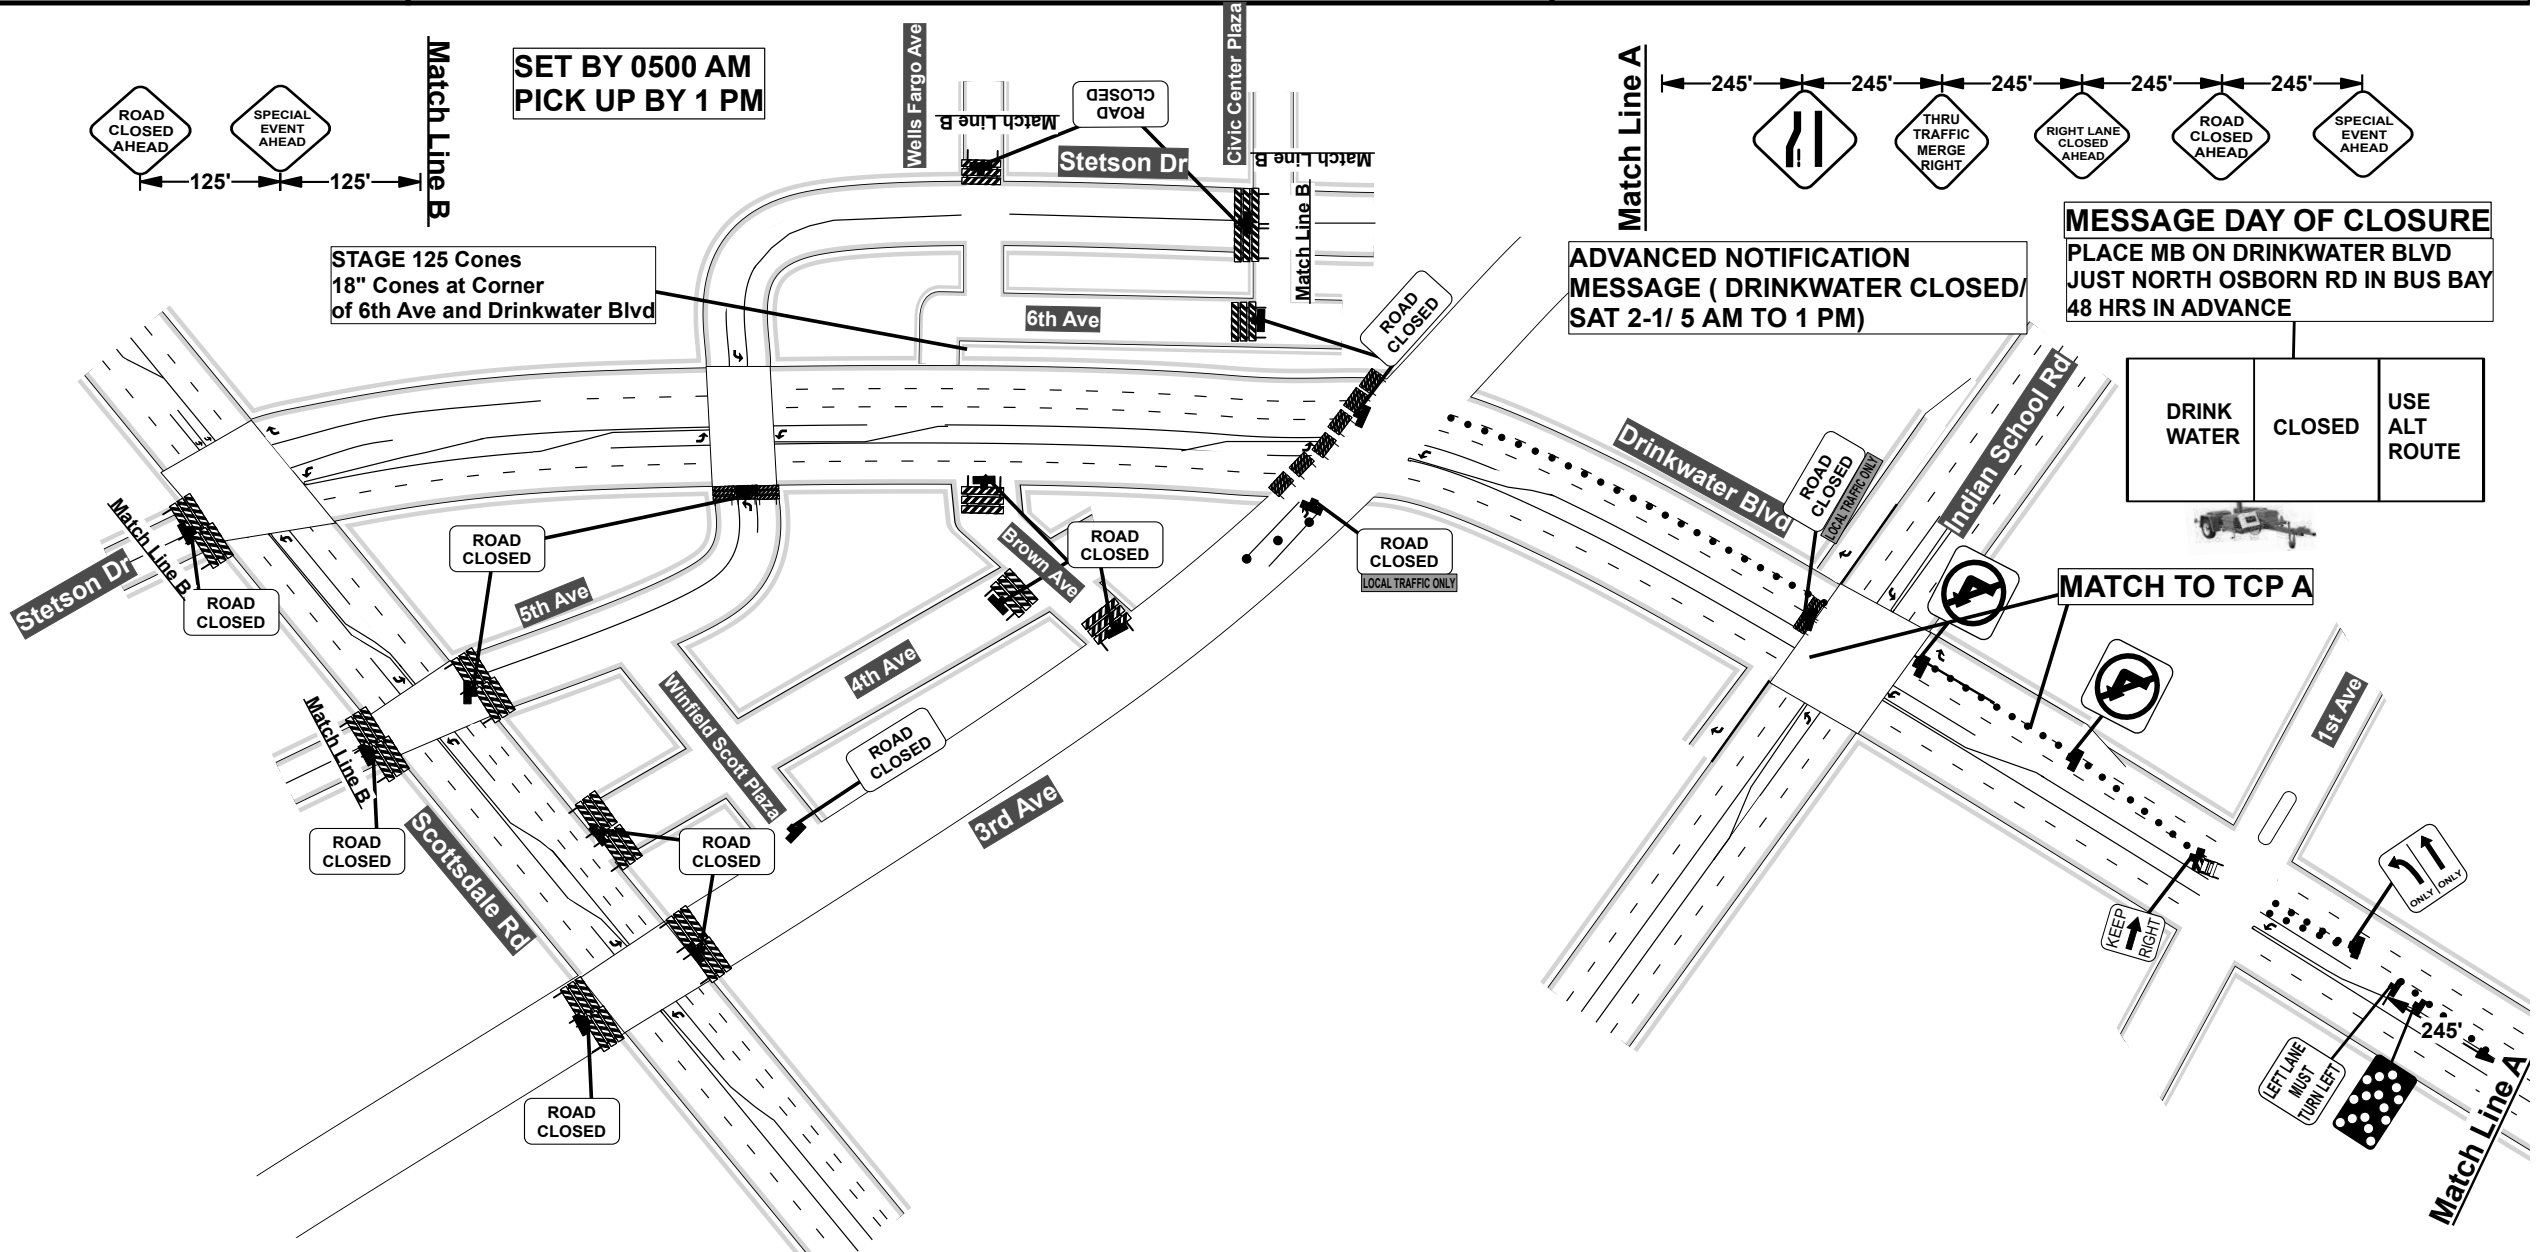 ROAD
CLOSED
AHEAD
SPECIAL
EVENT
AHEAD
125'
125'
Match Line B
SET BY 0500 AM
PICK UP BY 1 PM
Wells Fargo Ave
Match Line B
ROAD
CLOSED
Stetson Dr
Civic Center Plaza
Match Line B
Match Line B
Match Line A
245'
245'
245'
245'
245'
THRU
TRAFFIC
MERGE
RIGHT
RIGHT LANE
CLOSED
AHEAD
ROAD
CLOSED
AHEAD
SPECIAL
EVENT
AHEAD
STAGE 125 Cones
18" Cones at Corner
of 6th Ave and Drinkwater Blvd
6th Ave
ROAD
CLOSED
ADVANCED NOTIFICATION
MESSAGE ( DRINKWATER CLOSED/
SAT 2-1/ 5 AM TO 1 PM)
MESSAGE DAY OF CLOSURE
PLACE MB ON DRINKWATER BLVD
JUST NORTH OSBORN RD IN BUS BAY
48 HRS IN ADVANCE
DRINK
WATER
CLOSED
USE
ALT
ROUTE
Indian School Rd
Drinkwater Blvd
ROAD
CLOSED
LOCAL TRAFFIC ONLY
MATCH TO TCP A
Match Line B
Stetson Dr
ROAD
CLOSED
ROAD
CLOSED
5th Ave
Brown Ave
ROAD
CLOSED
ROAD
CLOSED
LOCAL TRAFFIC ONLY
4th Ave
Winfield Scott Plaza
ROAD
CLOSED
1st Ave
Match Line B
ROAD
CLOSED
Scottsdale Rd
ROAD
CLOSED
3rd Ave
ONLY
ONLY
KEEP
RIGHT
245'
LEFT LANE
MUST
TURN LEFT
Match Line A
ROAD
CLOSED